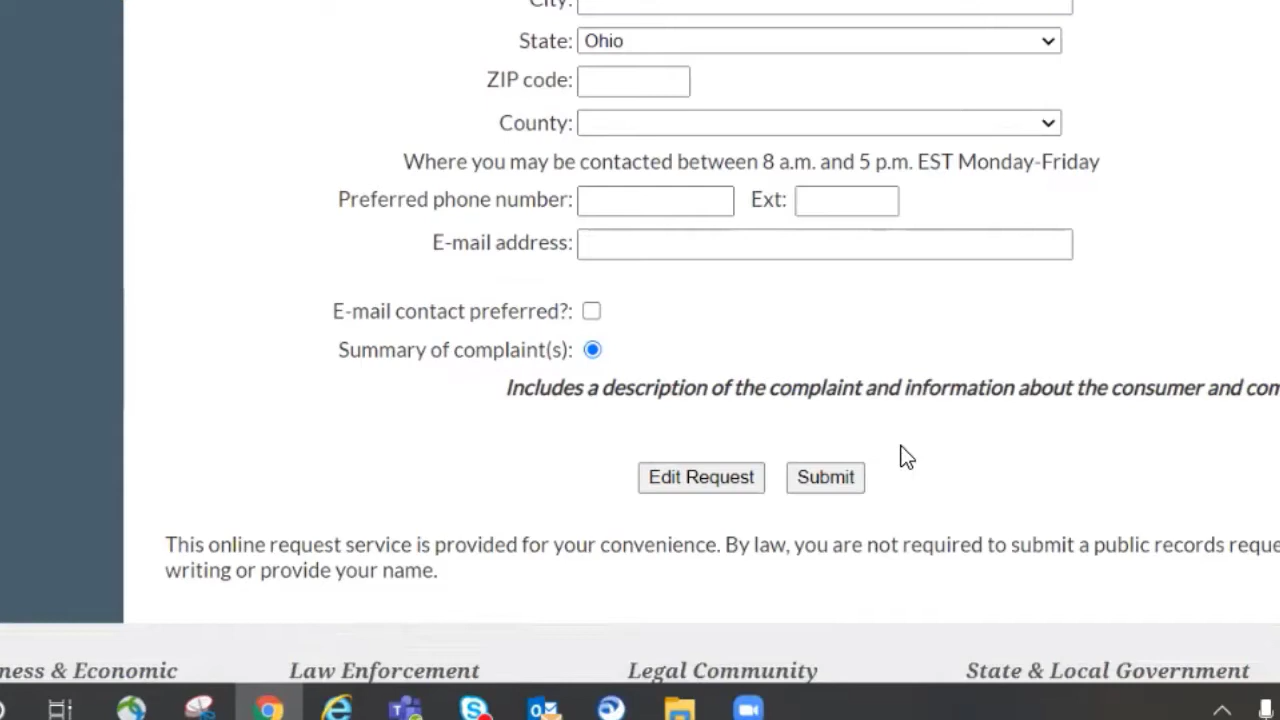 City:
State: Ohio
ZIP code:
County:
Where you may be contacted between 8 a.m. and 5 p.m. EST Monday-Friday
Preferred phone number: Ext:
E-mail address:
E-mail contact preferred?:
Summary of complaint(s):
Includes a description of the complaint and information about the consumer and com
Edit Request Submit
This online request service is provided for your convenience. By law, you are not required to submit a public records reque
writing or provide your name.
ness & Economic Law Enforcement Legal Community State & Local Government